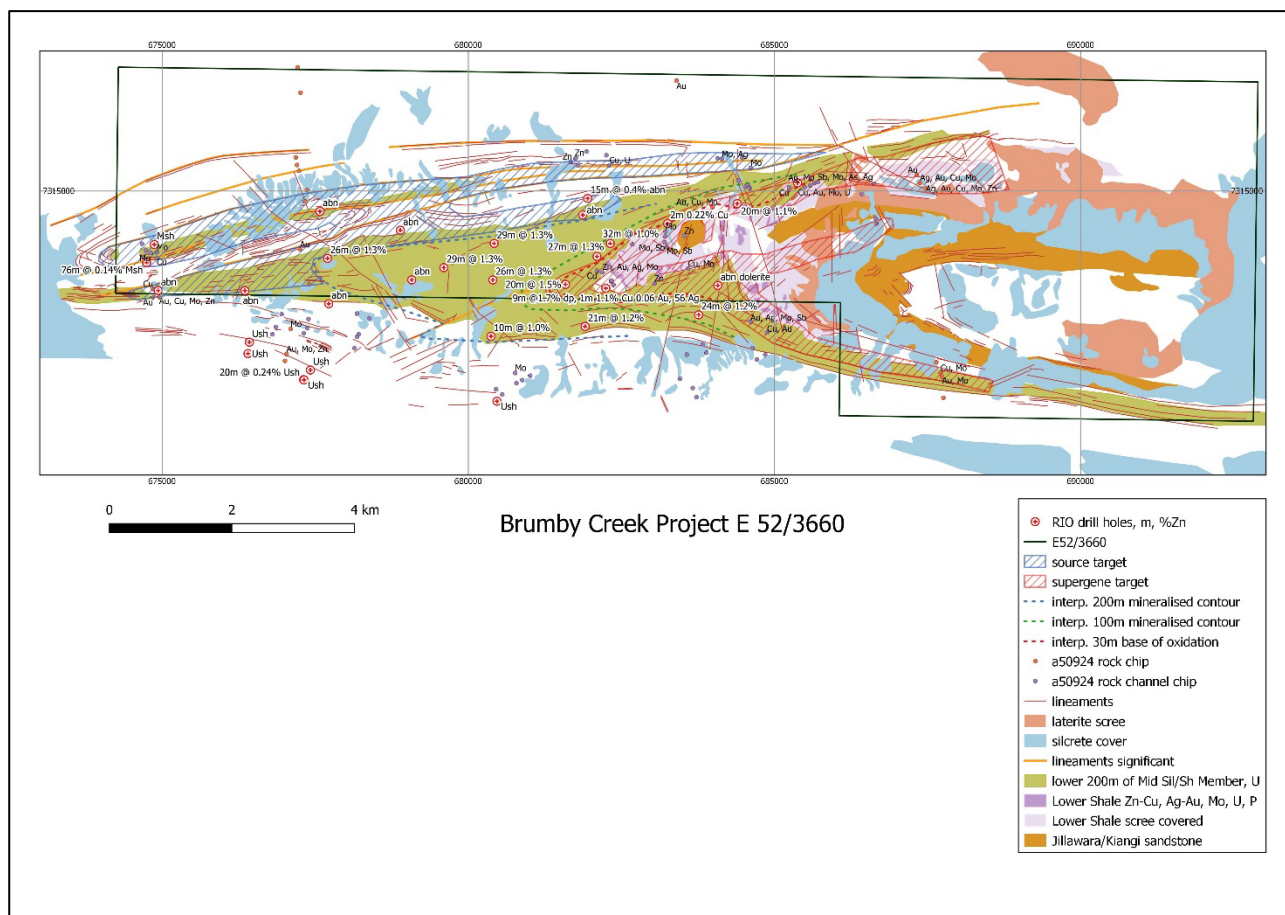 675000
680000
685000
690000
7315000
7315000
Au
Zn
Zn
Cu, U
Mo, Ag
Mo
Au, Mo Sb, Mo, As, Ag
Cu
Cu, Au, Mo, U
Au
Ag, Au, Cu, Mo
Ag, Au, Cu, Mo, Zn
15m @ 0.4% abn
abn
abn
abn
Au, Cu, Mo
20m @ 1.1%
2m 0.22% Cu
Mo
Zn
Msh
Mo
Cu
Au
26m @ 1.3%
29m @ 1.3%
32m @ 1.0%
27m @ 1.3%
Mo, Sb
Mo, Sb
76m @ 0.14% Msh
29m @ 1.3%
26m @ 1.3%
Zn, Au, Ag, Mo
Cu, Mo
Cu
abn
Cu
abn
20m @ 1.5%
Zn
abn dolerite
Au
Au, Cu, Mo, Zn
abn
abn
9m @1.7% dp, 1m 1.1% Cu 0.06 Au, 56 Ag
24m @ 1.2%
Mo
10m @ 1.0%
21m @ 1.2%
Au, Ag, Mo, Sb
Cu, Au
Ush
Ush
Au, Mo, Zn
Ush
20m @ 0.24% Ush
Ush
Mo
Ush
Cu, Mo
Au, Mo
675000
680000
685000
690000
0
2
4 km
Brumby Creek Project E 52/3660
RIO drill holes, m, %Zn
E52/3660
source target
supergene target
interp. 200m mineralised contour
interp. 100m mineralised contour
interp. 30m base of oxidation
a50924 rock chip
a50924 rock channel chip
lineaments
laterite scree
silcrete cover
lineaments significant
lower 200m of Mid Sil/Sh Member, U
Lower Shale Zn-Cu, Ag-Au, Mo, U, P
Lower Shale scree covered
Jillawara/Kiangi sandstone